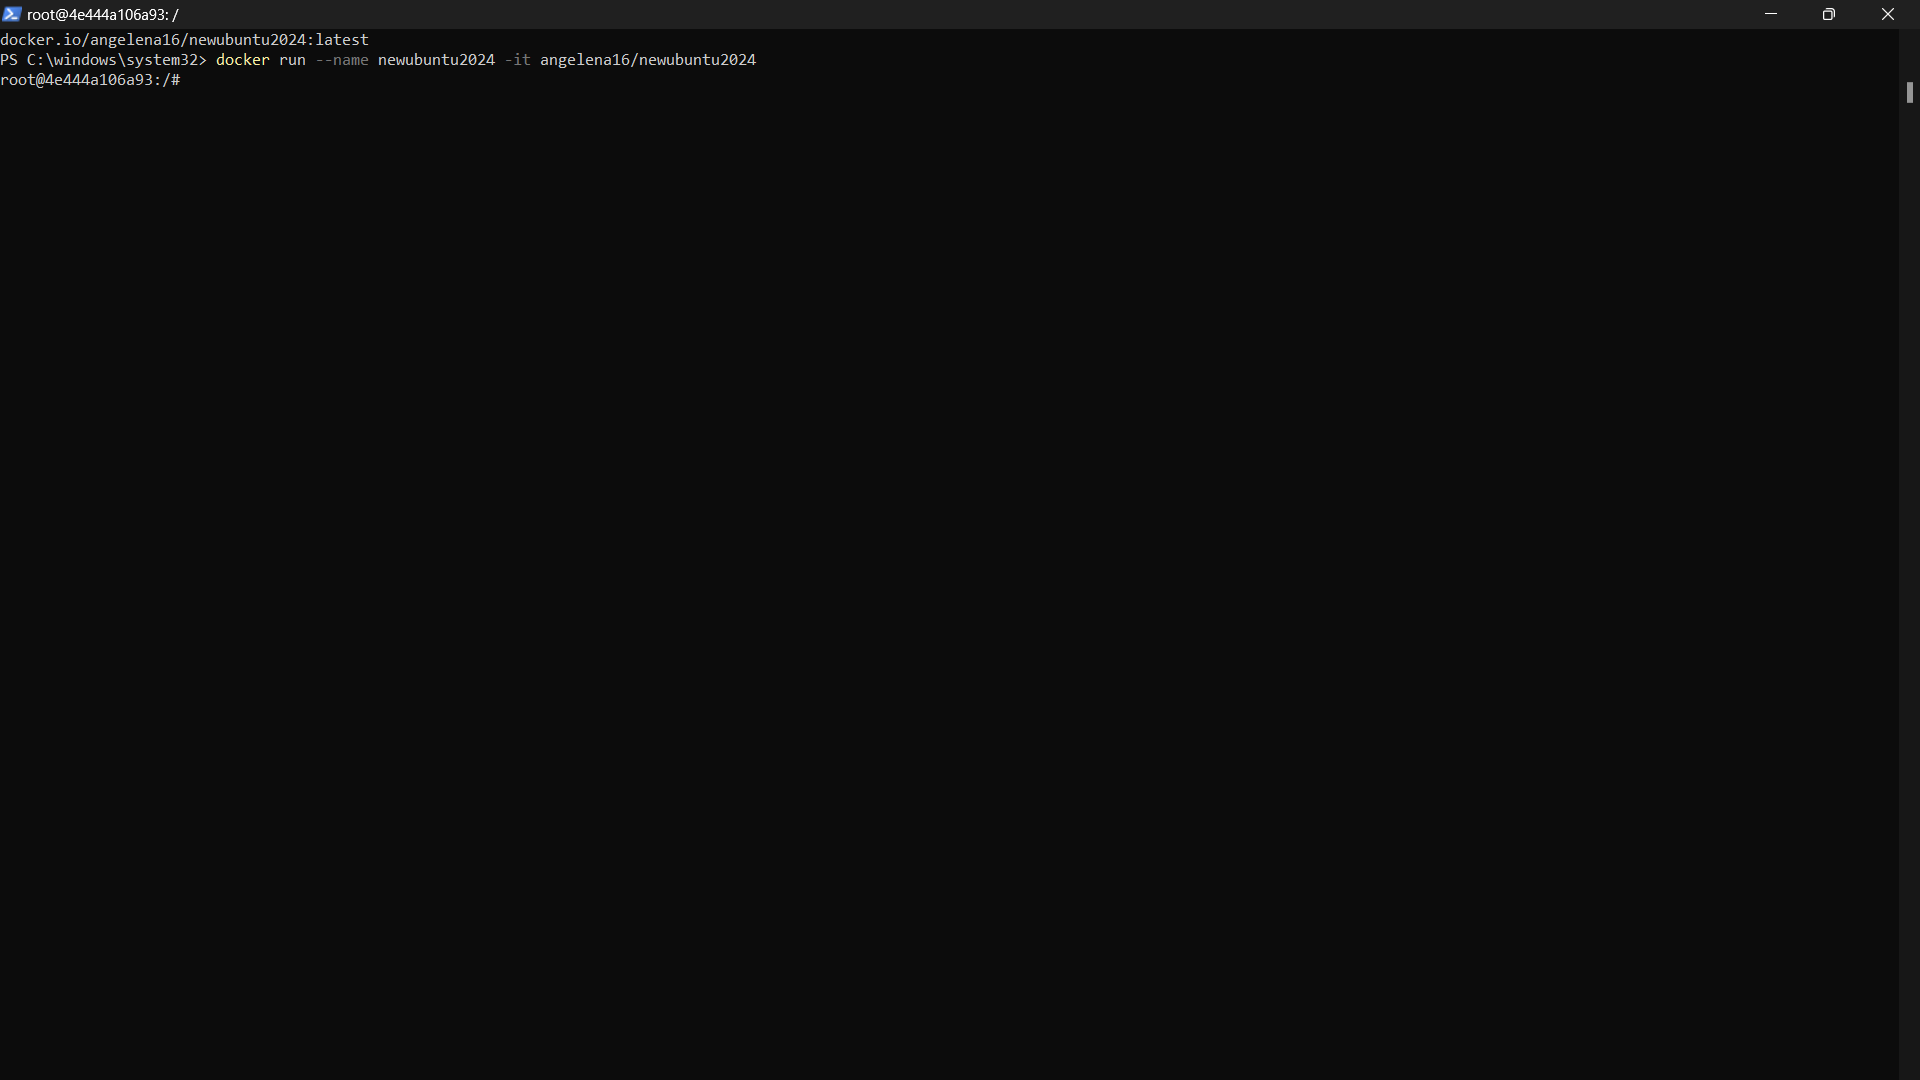 root@4e444a106a93: /
docker.io/angelena16/newubuntu2024:latest
PS C:\windows\system32> docker run --name newubuntu2024 -it angelena16/newubuntu2024
root@4e444a106a93:/#